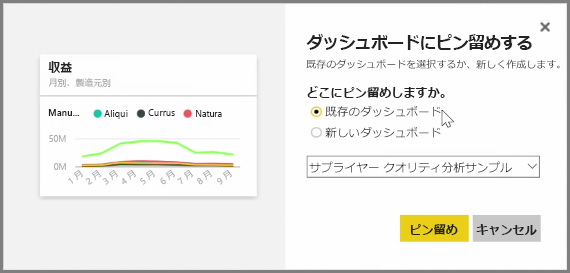 収益
月別、製造元別
Manu... Aliqui Currus Natura
50M
0M
1月 2月 3月 4月 5月 6月 7月 8月 9月
ダッシュボードにピン留めする
既存のダッシュボードを選択するか、新しく作成します。
どこにピン留めしますか。
既存のダッシュボード
新しいダッシュボード
サプライヤー クオリティ分析サンプル
ピン留め キャンセル